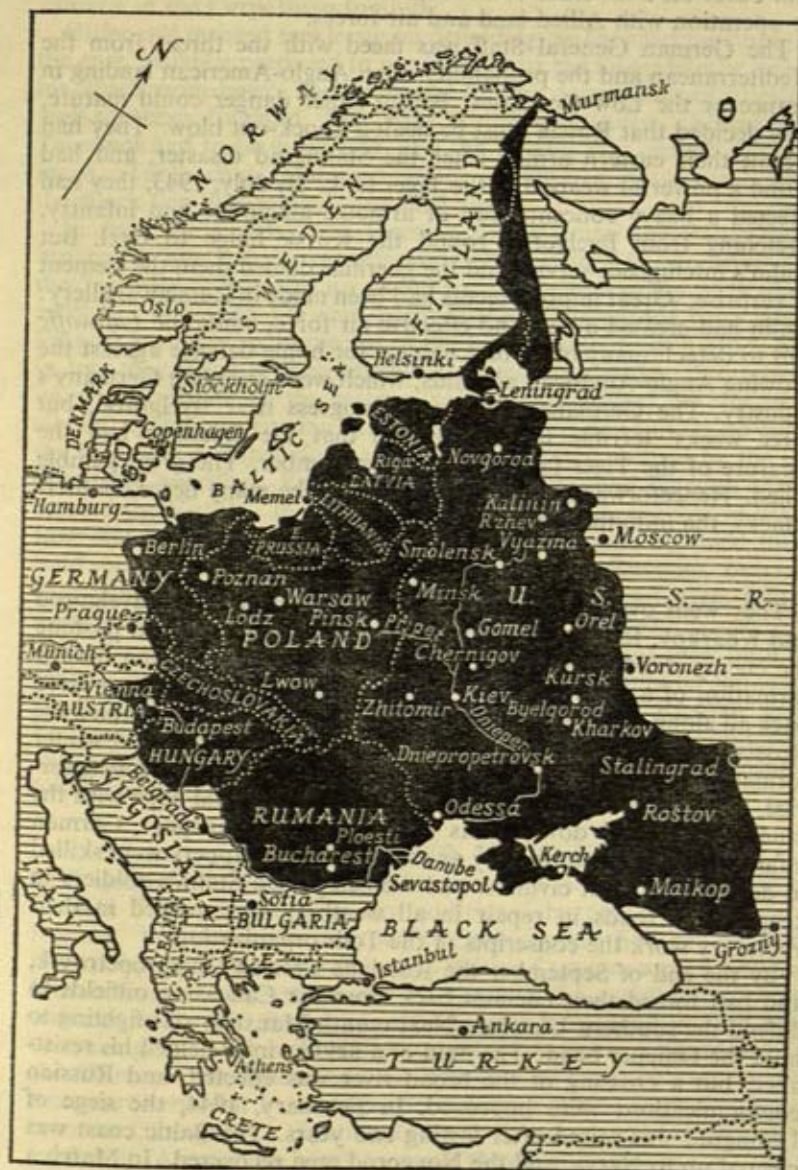 N
NORWAY
SWEDEN
FINLAND
Murmansk
Oslo
Stockholm
Helsinki
Leningrad
DENMARK
Copenhagen
BALTIC SEA
ESTONIA
Riga
LATVIA
Novgorod
Hamburg
Memel
LITHUANIA
Kalinin
Rzhev
PRUSSIA
Smolensk
Vyazma
Moscow
Berlin
GERMANY
Poznan
Warsaw
Minsk
U. S. S. R.
Lodz
Pinsk
Pripet
Gomel
Orel
Prague
POLAND
Chernigov
Munich
Kursk
Voronezh
Vienna
CZECHOSLOVAKIA
Lwow
Zhitomir
Kiev
Byelgorod
AUSTRIA
Kharkov
Budapest
Dnieper
HUNGARY
Dniepropetrovsk
Stalingrad
Belgrade
YUGOSLAVIA
RUMANIA
Odessa
Rostov
Ploesti
Bucharest
Danube
Kerch
Sevastopol
Maikop
ITALY
Sofia
BULGARIA
BLACK SEA
Grozny
ALBANIA
GREECE
Istanbul
Ankara
TURKEY
Athens
CRETE